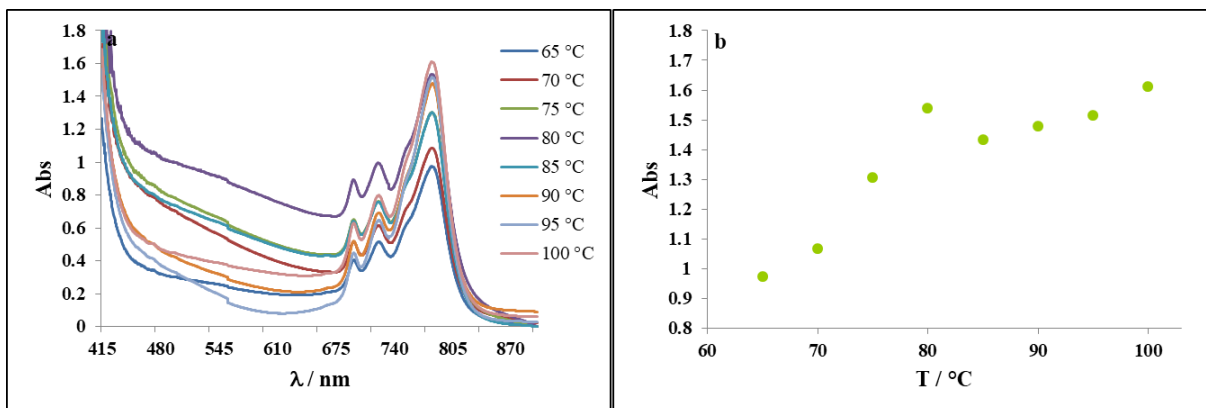 a
1.8
1.6
1.4
1.2
1
0.8
0.6
0.4
0.2
0
Abs
415 480 545 610 675 740 805 870
λ / nm
65 °C
70 °C
75 °C
80 °C
85 °C
90 °C
95 °C
100 °C
b
1.8
1.7
1.6
1.5
1.4
1.3
1.2
1.1
1
0.9
0.8
Abs
60 70 80 90 100
T / °C